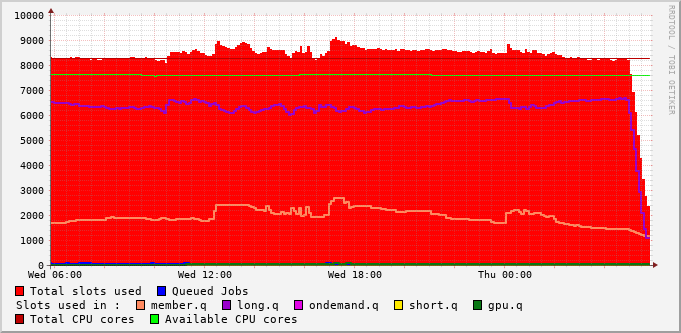 10000
9000
8000
7000
6000
5000
4000
3000
2000
1000
0
Wed 06:00 Wed 12:00 Wed 18:00 Thu 00:00
Total slots used Queued Jobs
Slots used in : member.q long.q ondemand.q short.q gpu.q
Total CPU cores Available CPU cores
RRDTOOL / TOBI OETIKER